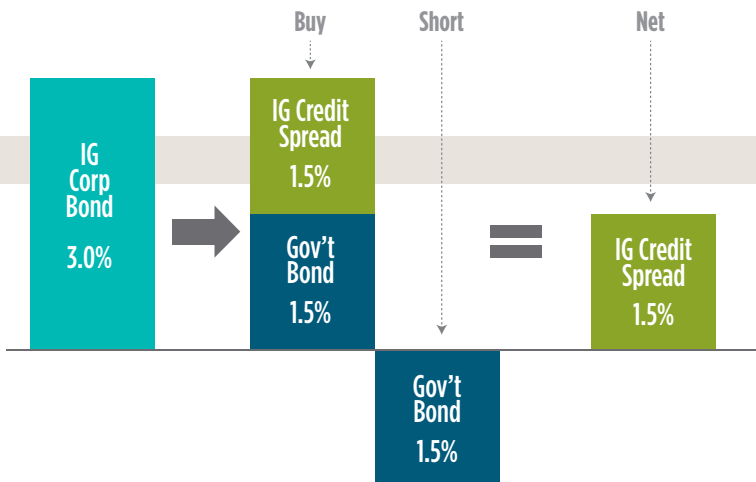 Buy
Short
Net
IG
Corp
Bond
3.0%
IG Credit
Spread
1.5%
Gov’t
Bond
1.5%
Gov’t
Bond
1.5%
IG Credit
Spread
1.5%